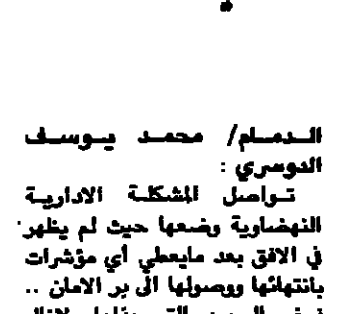 الدمام/ محمد يوسف
الدوسري :
تواصل المشكلة الادارية
النهضاوية وضعها حيث لم يظهر
في الافق بعد مايعطي أي مؤشرات
بانتهائها ووصولها الى بر الامان ..